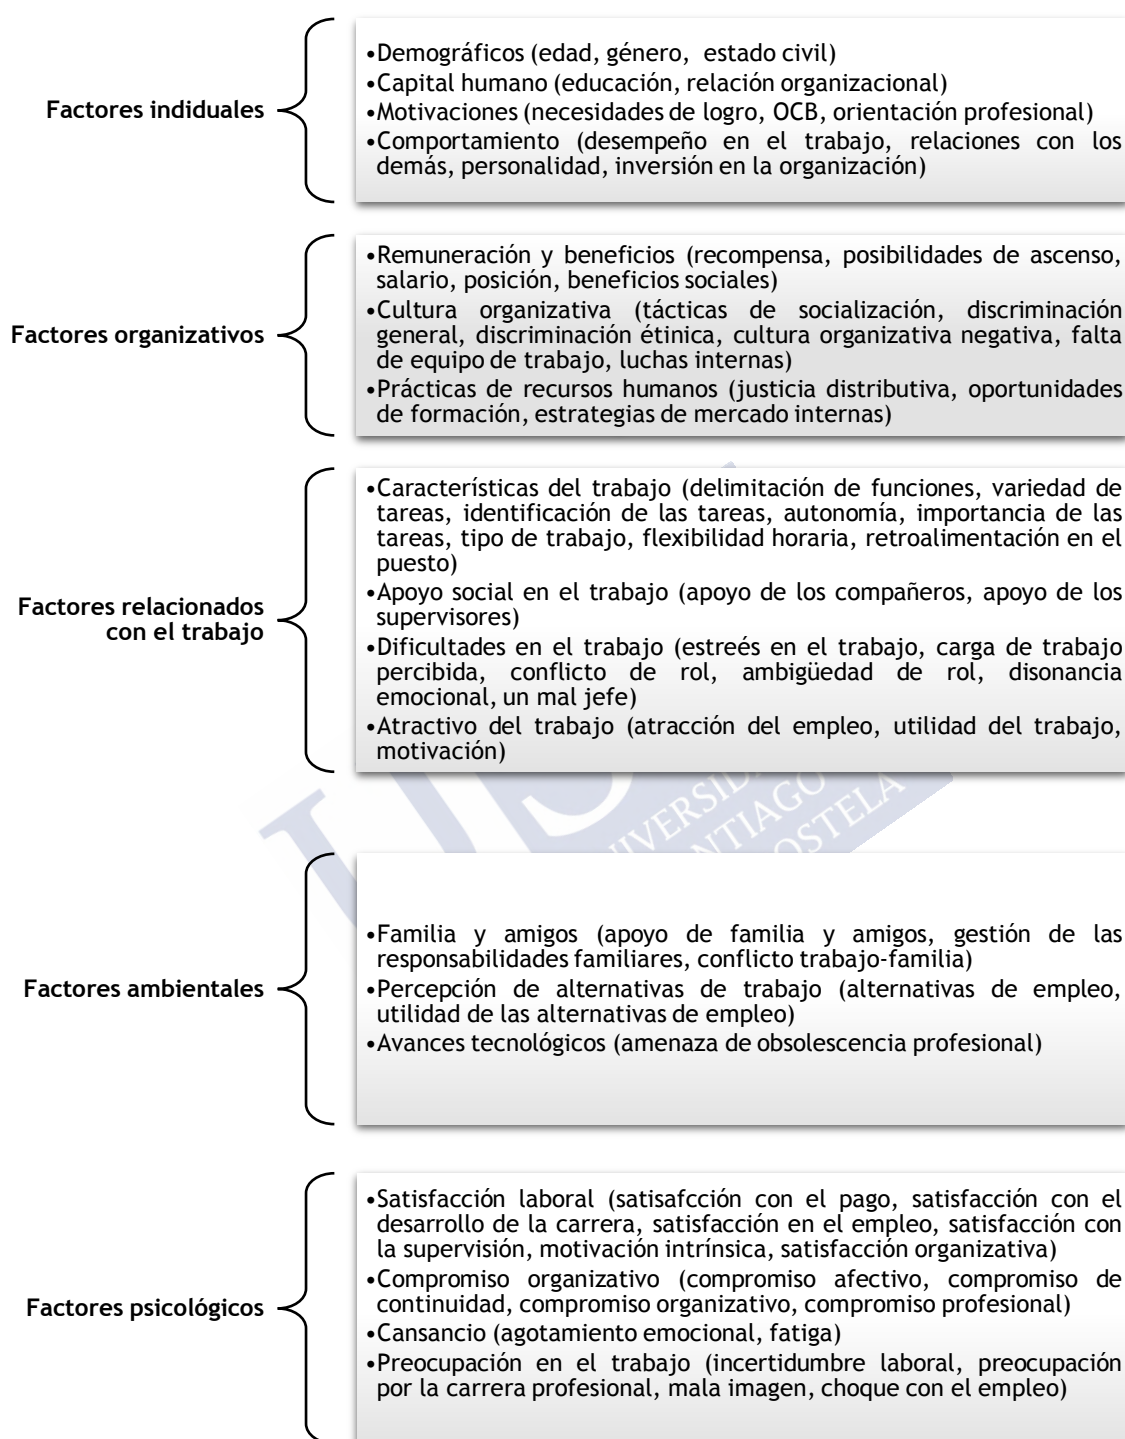 Factores indiduales
•Demográficos (edad, género, estado civil)
•Capital humano (educación, relación organizacional)
•Motivaciones (necesidades de logro, OCB, orientación profesional)
•Comportamiento (desempeño en el trabajo, relaciones con los
demás, personalidad, inversión en la organización)
Factores organizativos
•Remuneración y beneficios (recompensa, posibilidades de ascenso,
salario, posición, beneficios sociales)
•Cultura organizativa (tácticas de socialización, discriminación
general, discriminación étinica, cultura organizativa negativa, falta
de equipo de trabajo, luchas internas)
•Prácticas de recursos humanos (justicia distributiva, oportunidades
de formación, estrategias de mercado internas)
Factores relacionados
con el trabajo
•Características del trabajo (delimitación de funciones, variedad de
tareas, identificación de las tareas, autonomía, importancia de las
tareas, tipo de trabajo, flexibilidad horaria, retroalimentación en el
puesto)
•Apoyo social en el trabajo (apoyo de los compañeros, apoyo de los
supervisores)
•Dificultades en el trabajo (estreés en el trabajo, carga de trabajo
percibida, conflicto de rol, ambigüedad de rol, disonancia
emocional, un mal jefe)
•Atractivo del trabajo (atracción del empleo, utilidad del trabajo,
motivación)
Factores ambientales
•Familia y amigos (apoyo de familia y amigos, gestión de las
responsabilidades familiares, conflicto trabajo-familia)
•Percepción de alternativas de trabajo (alternativas de empleo,
utilidad de las alternativas de empleo)
•Avances tecnológicos (amenaza de obsolescencia profesional)
Factores psicológicos
•Satisfacción laboral (satisafcción con el pago, satisfacción con el
desarrollo de la carrera, satisfacción en el empleo, satisfacción con
la supervisión, motivación intrínsica, satisfacción organizativa)
•Compromiso organizativo (compromiso afectivo, compromiso de
continuidad, compromiso organizativo, compromiso profesional)
•Cansancio (agotamiento emocional, fatiga)
•Preocupación en el trabajo (incertidumbre laboral, preocupación
por la carrera profesional, mala imagen, choque con el empleo)